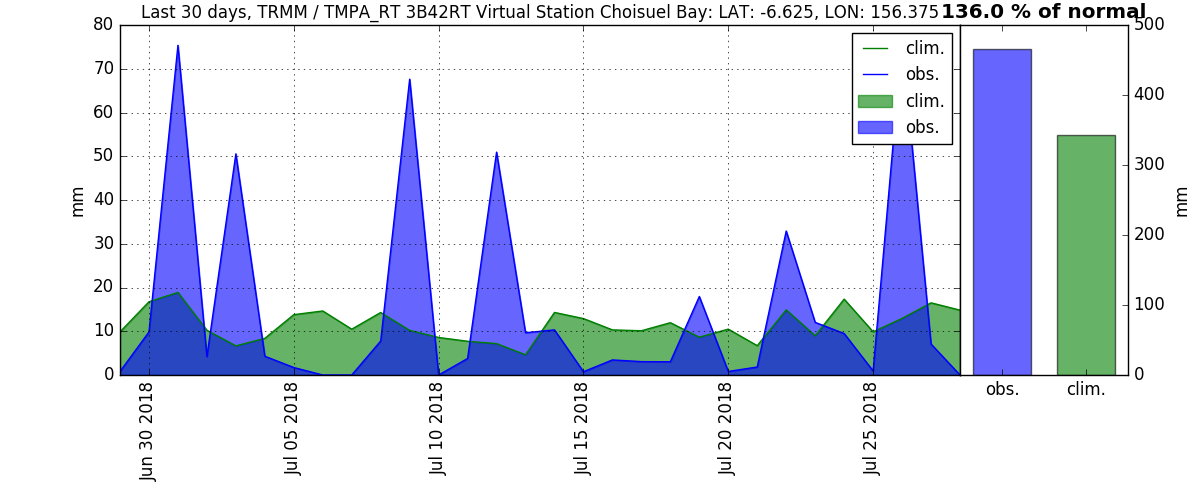 Last 30 days, TRMM / TMPA_RT 3B42RT Virtual Station Choisuel Bay: LAT: -6.625, LON: 156.375
136.0 % of normal
80
70
60
50
40
30
20
10
0
mm
Jun 30 2018
Jul 05 2018
Jul 10 2018
Jul 15 2018
Jul 20 2018
Jul 25 2018
clim.
obs.
clim.
obs.
500
400
300
200
100
0
mm
obs.
clim.